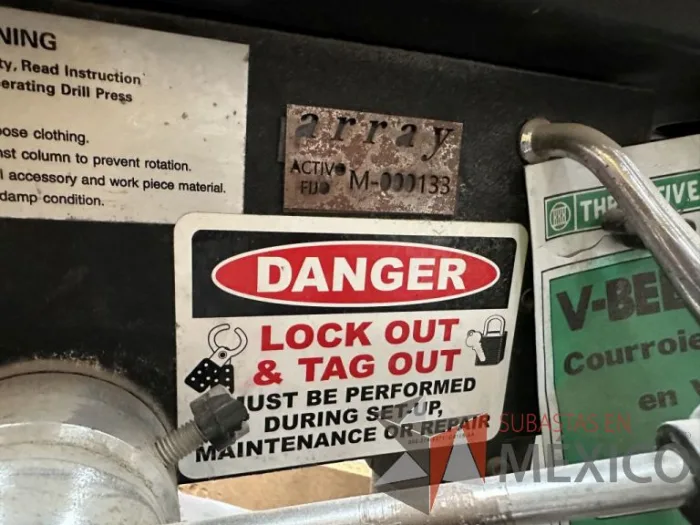 NING
ty, Read Instruction
erating Drill Press
oose clothing.
nst column to prevent rotation.
l accessory and work piece material.
damp condition.
array
ACTIVO
FIJO M-000133
DANGER
LOCK OUT
& TAG OUT
MUST BE PERFORMED
DURING SET-UP,
MAINTENANCE OR REPAIR
V-BEL
Courroie
en V
SUBASTAS EN
MEXICO